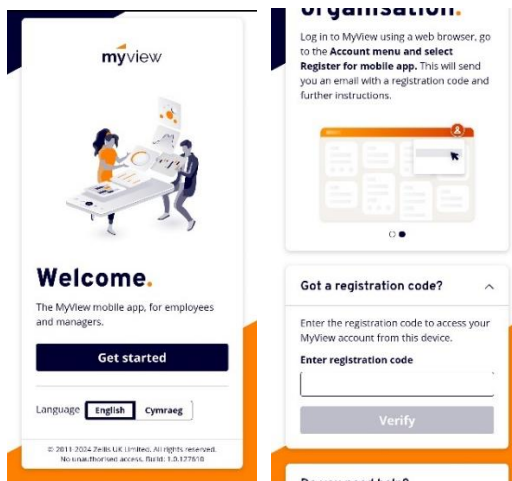 myview
Welcome.
The MyView mobile app, for employees
and managers.
Get started
Language English Cymraeg
© 2011-2024 Zellis UK Limited. All rights reserved.
No unauthorised access. Build: 1.0.127610
organisation.
Log in to MyView using a web browser, go
to the Account menu and select
Register for mobile app. This will send
you an email with a registration code and
further instructions.
Got a registration code?
Enter the registration code to access your
MyView account from this device.
Enter registration code
Verify
Do you need help?